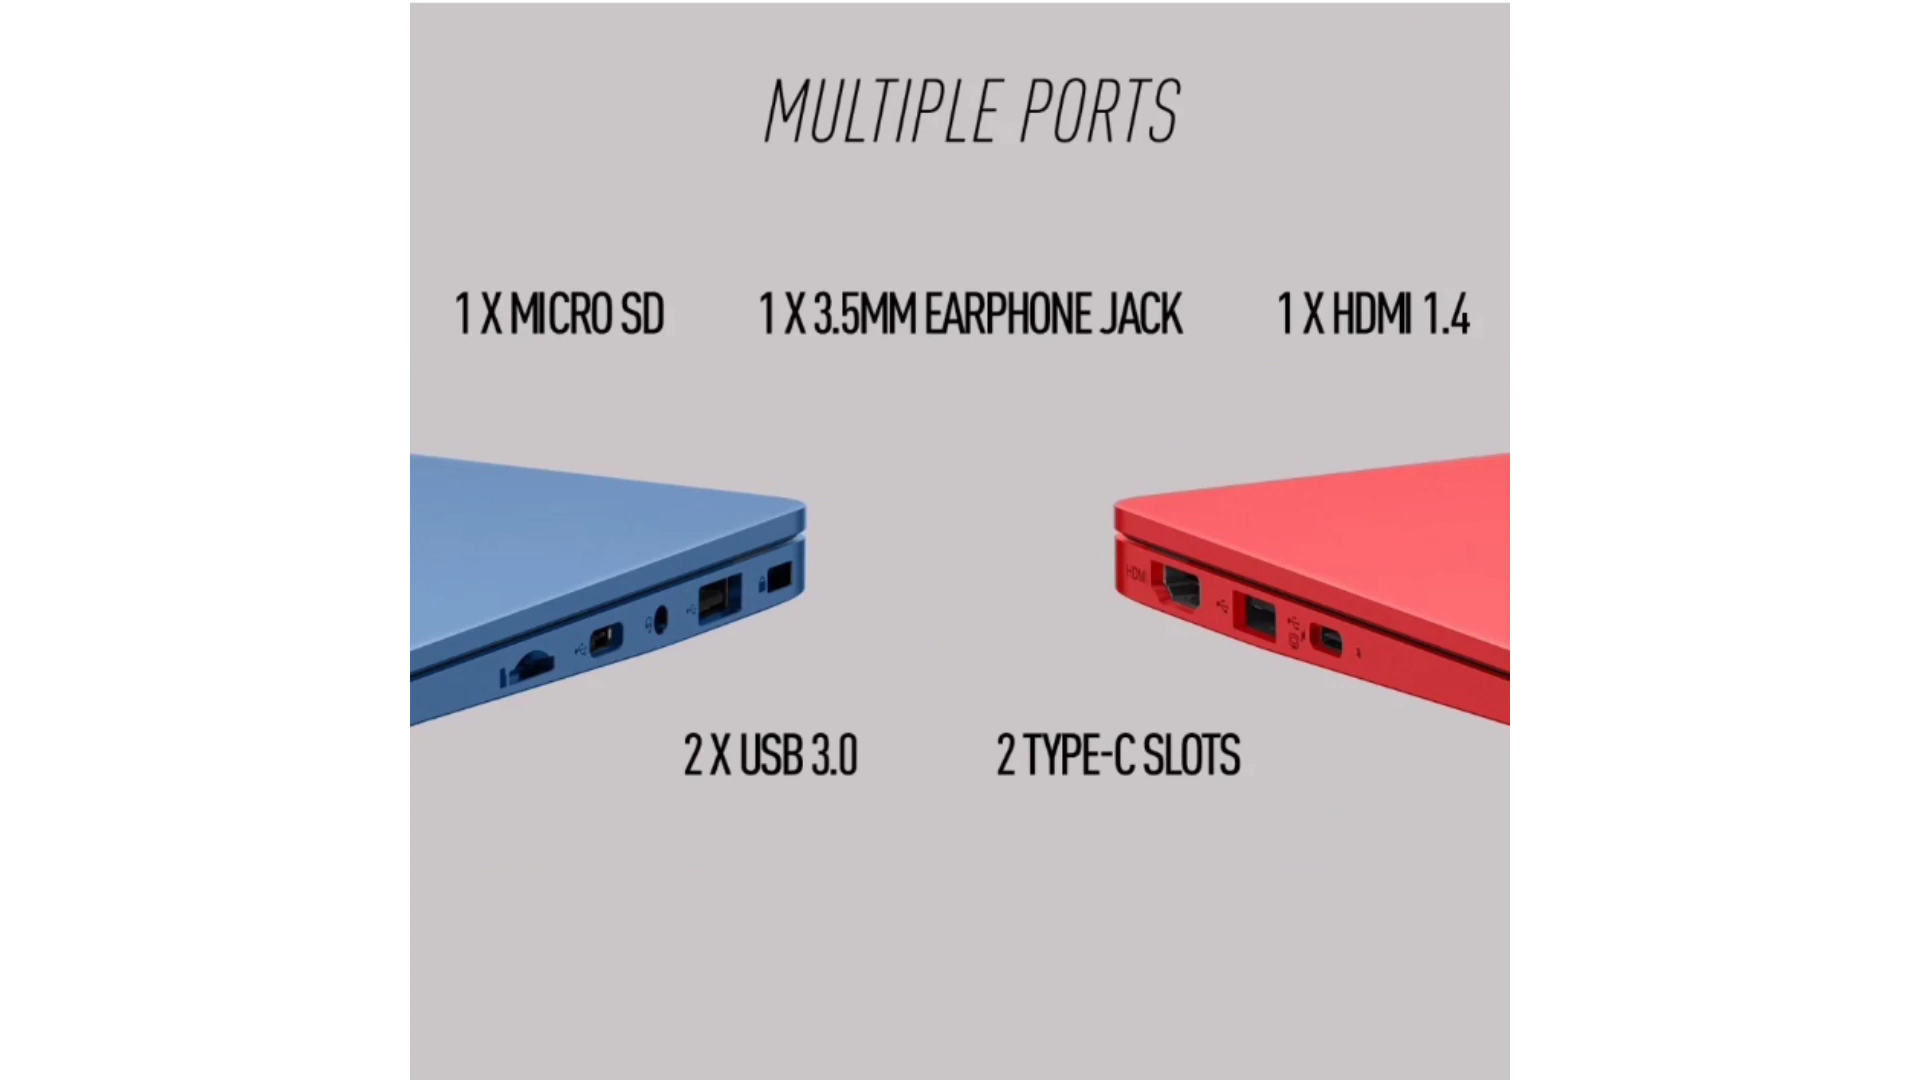 MULTIPLE PORTS
1 X MICRO SD
1 X 3.5MM EARPHONE JACK
1 X HDMI 1.4
HDMI
2 X USB 3.0
2 TYPE-C SLOTS